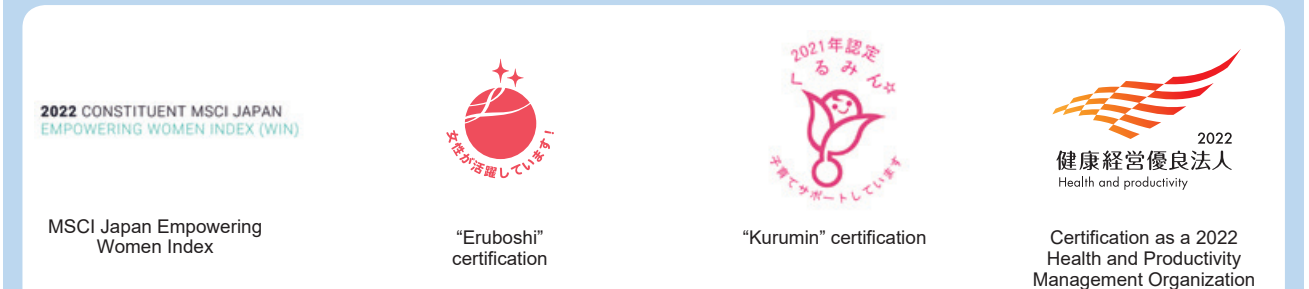 2022 CONSTITUENT MSCI JAPAN
EMPOWERING WOMEN INDEX (WIN)
MSCI Japan Empowering
Women Index
女性が活躍しています!
“Eruboshi”
certification
2021年認定
くるみん☆
子育てサポートしています
“Kurumin” certification
2022
健康経営優良法人
Health and productivity
Certification as a 2022
Health and Productivity
Management Organization